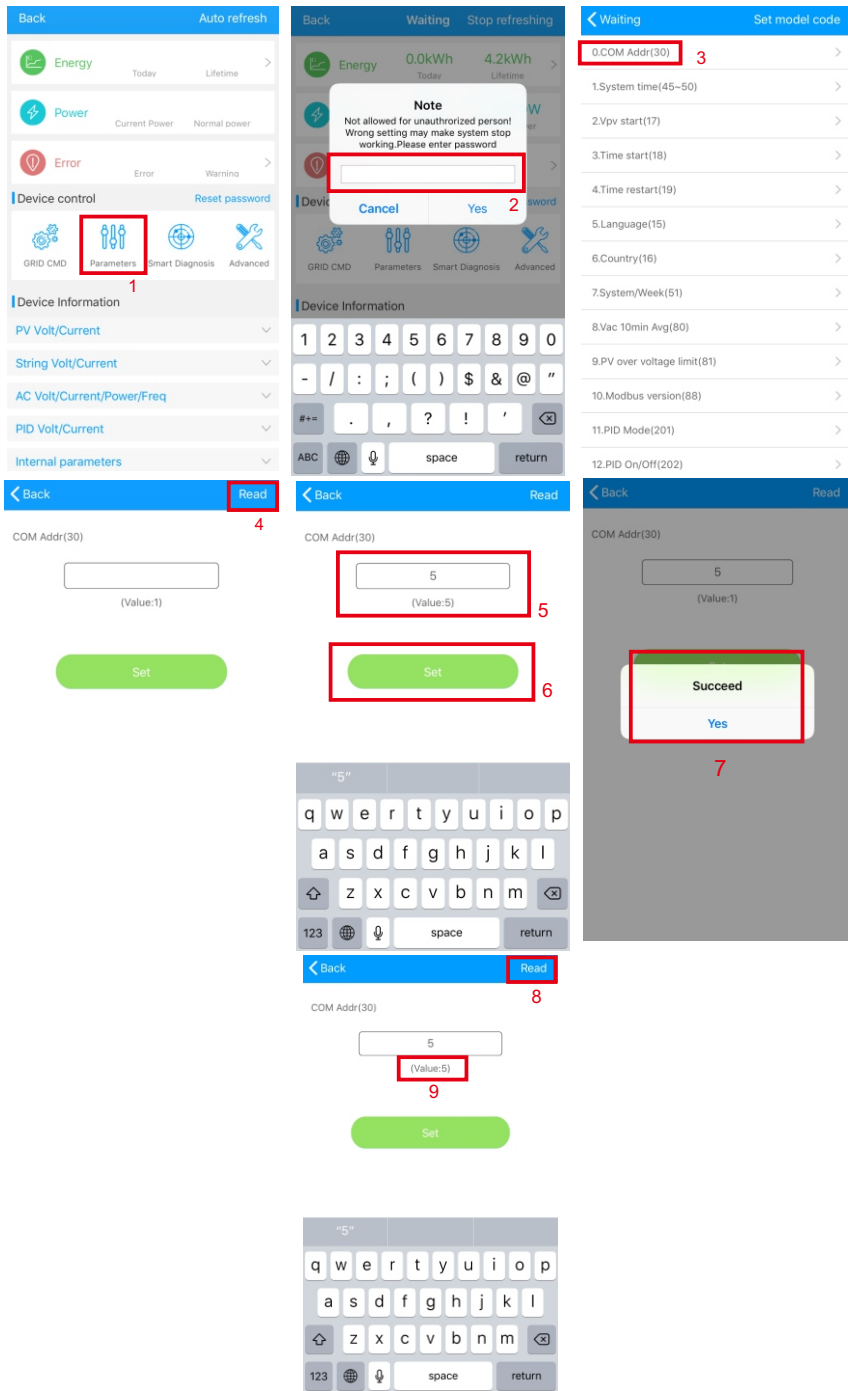 Back Auto refresh
Energy
Today Lifetime
Power
Current Power Normal power
Error
Error Warning
Device control Reset password
GRID CMD Parameters Smart Diagnosis Advanced
1
Device Information
PV Volt/Current
String Volt/Current
AC Volt/Current/Power/Freq
PID Volt/Current
Internal parameters
Back Waiting Stop refreshing
Energy 0.0kWh 4.2kWh
Today Lifetime
W
Note
Not allowed for unauthrorized person!
Wrong setting may make system stop
working.Please enter password
Cancel Yes
2
GRID CMD Parameters Smart Diagnosis Advanced
Device Information
1 2 3 4 5 6 7 8 9 0
- / : ; ( ) $ & @ "
#+= . , ? ! '
ABC space return
Waiting Set model code
0.COM Addr(30)
3
1.System time(45~50)
2.Vpv start(17)
3.Time start(18)
4.Time restart(19)
5.Language(15)
6.Country(16)
7.System/Week(51)
8.Vac 10min Avg(80)
9.PV over voltage limit(81)
10.Modbus version(88)
11.PID Mode(201)
12.PID On/Off(202)
Back Read
4
COM Addr(30)
(Value:1)
Set
Back Read
COM Addr(30)
5
(Value:5)
5
Set
6
"5"
q w e r t y u i o p
a s d f g h j k l
z x c v b n m
123 space return
Back Read
COM Addr(30)
5
(Value:1)
Succeed
Yes
7
Back Read
8
COM Addr(30)
5
(Value:5)
9
Set
"5"
q w e r t y u i o p
a s d f g h j k l
z x c v b n m
123 space return